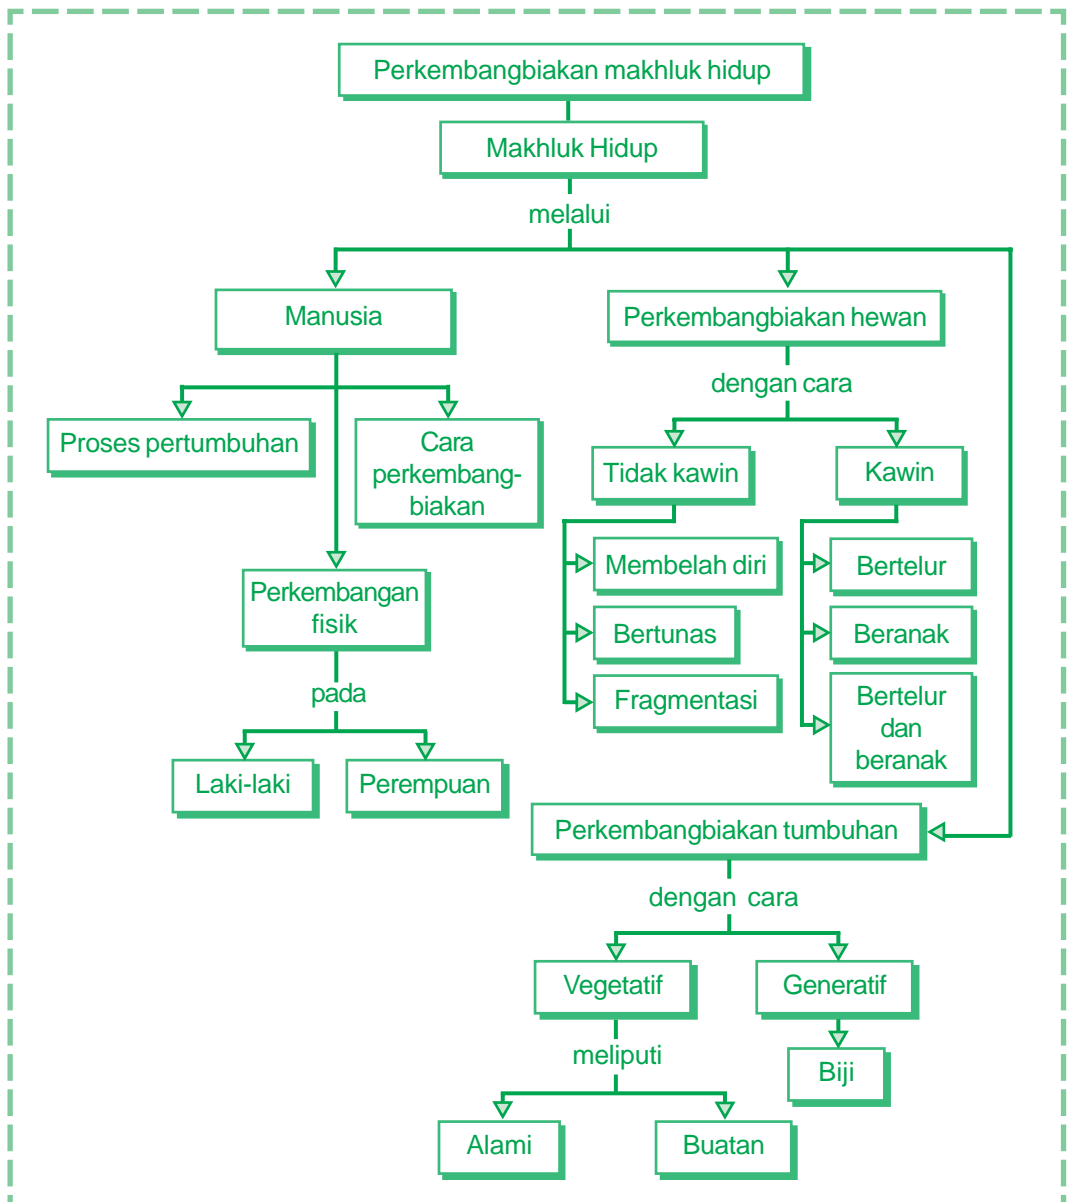 Perkembangbiakan makhluk hidup
Makhluk Hidup
melalui
Manusia
Perkembangbiakan hewan
dengan cara
Proses pertumbuhan
Cara
perkembang-
biakan
Tidak kawin
Kawin
Membelah diri
Bertelur
Perkembangan
fisik
Bertunas
Beranak
pada
Fragmentasi
Bertelur
dan
beranak
Laki-laki
Perempuan
Perkembangbiakan tumbuhan
dengan cara
Vegetatif
Generatif
meliputi
Biji
Alami
Buatan